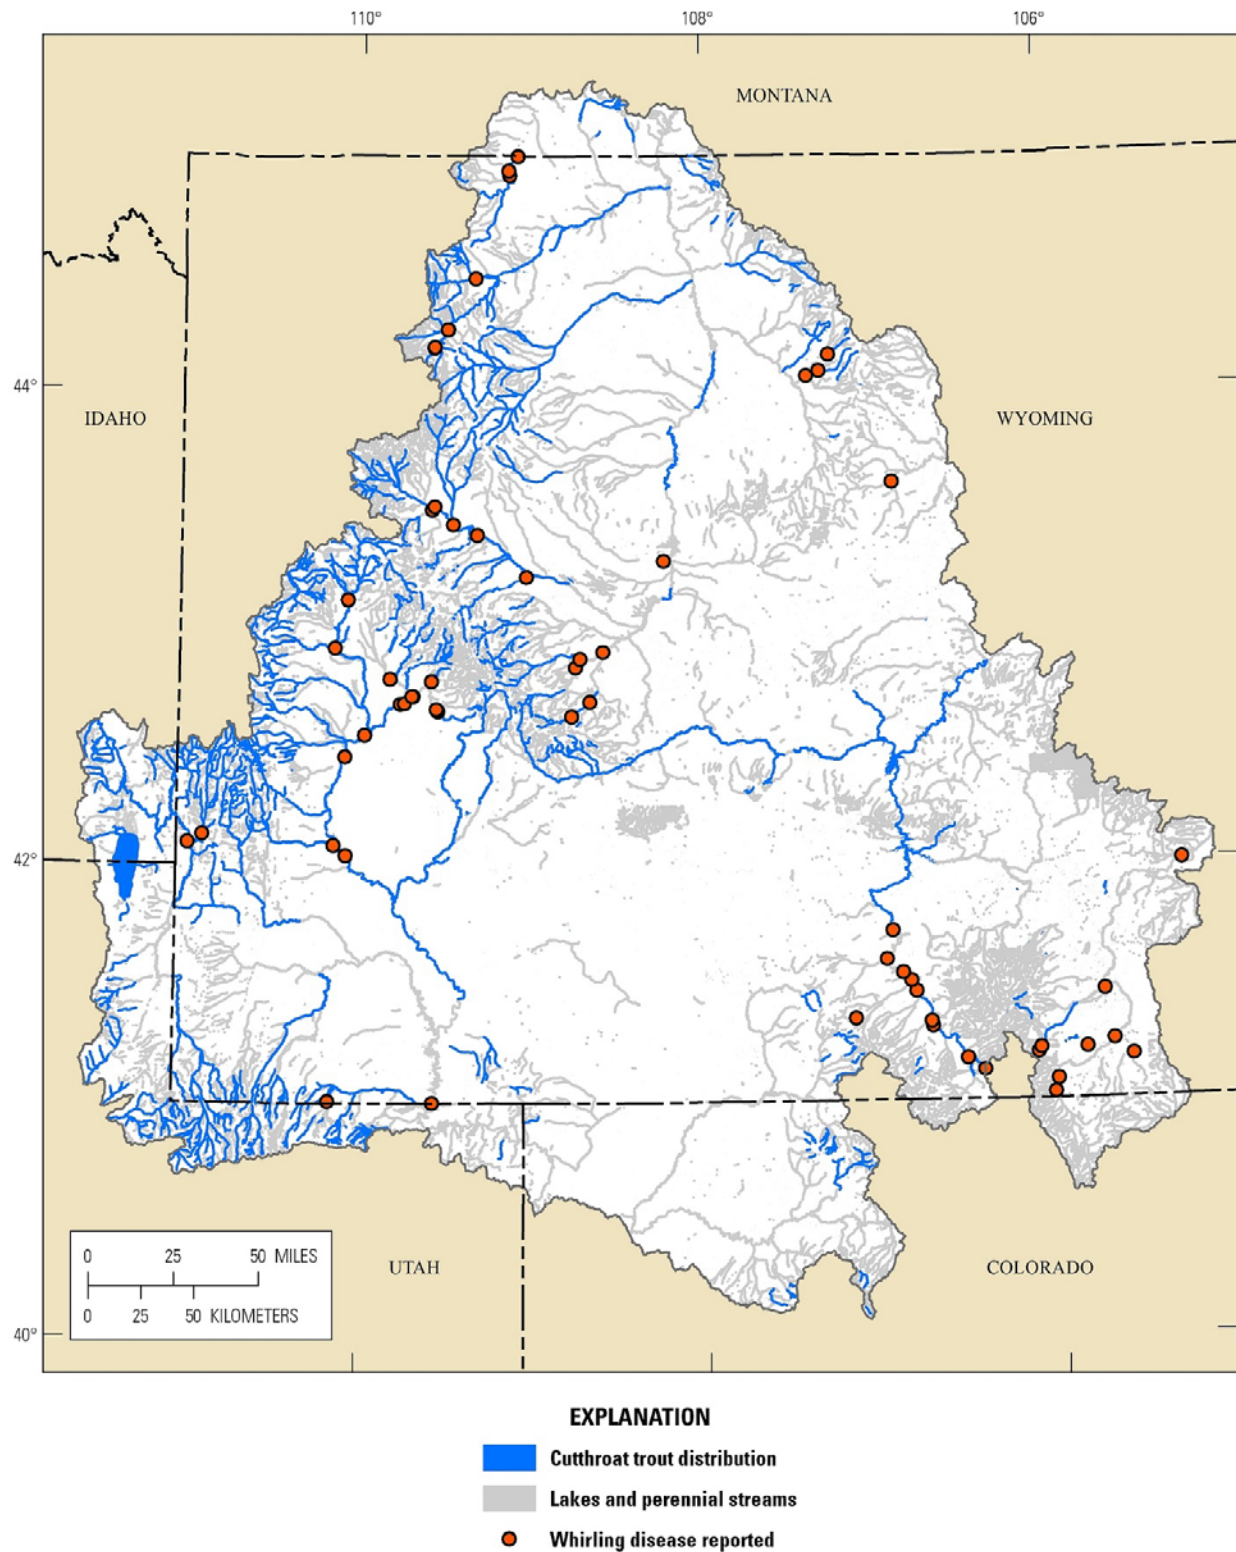 110° 108° 106°
MONTANA
44°
IDAHO WYOMING
42°
0 25 50 MILES
0 25 50 KILOMETERS
UTAH COLORADO
40°
EXPLANATION
Cutthroat trout distribution
Lakes and perennial streams
Whirling disease reported